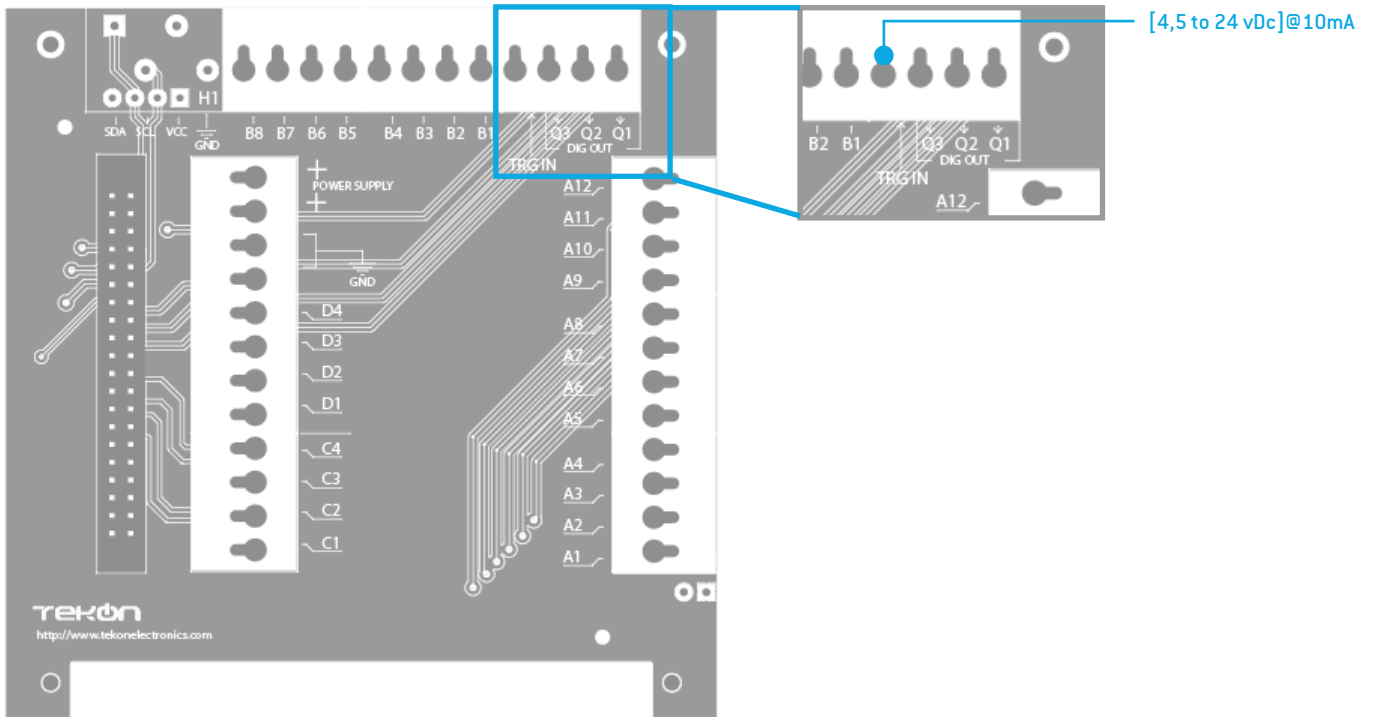 [4,5 to 24 vDc]@10mA
H1
SDA SCL VCC GND B8 B7 B6 B5 B4 B3 B2 B1 Q3 Q2 Q1
DIG OUT
TRG IN
B2 B1 Q3 Q2 Q1
DIG OUT
TRG IN
A12
POWER SUPPLY
GND
D4
D3
D2
D1
C4
C3
C2
C1
A12
A11
A10
A9
A8
A7
A6
A5
A4
A3
A2
A1
TEKON
http://www.tekonelectronics.com